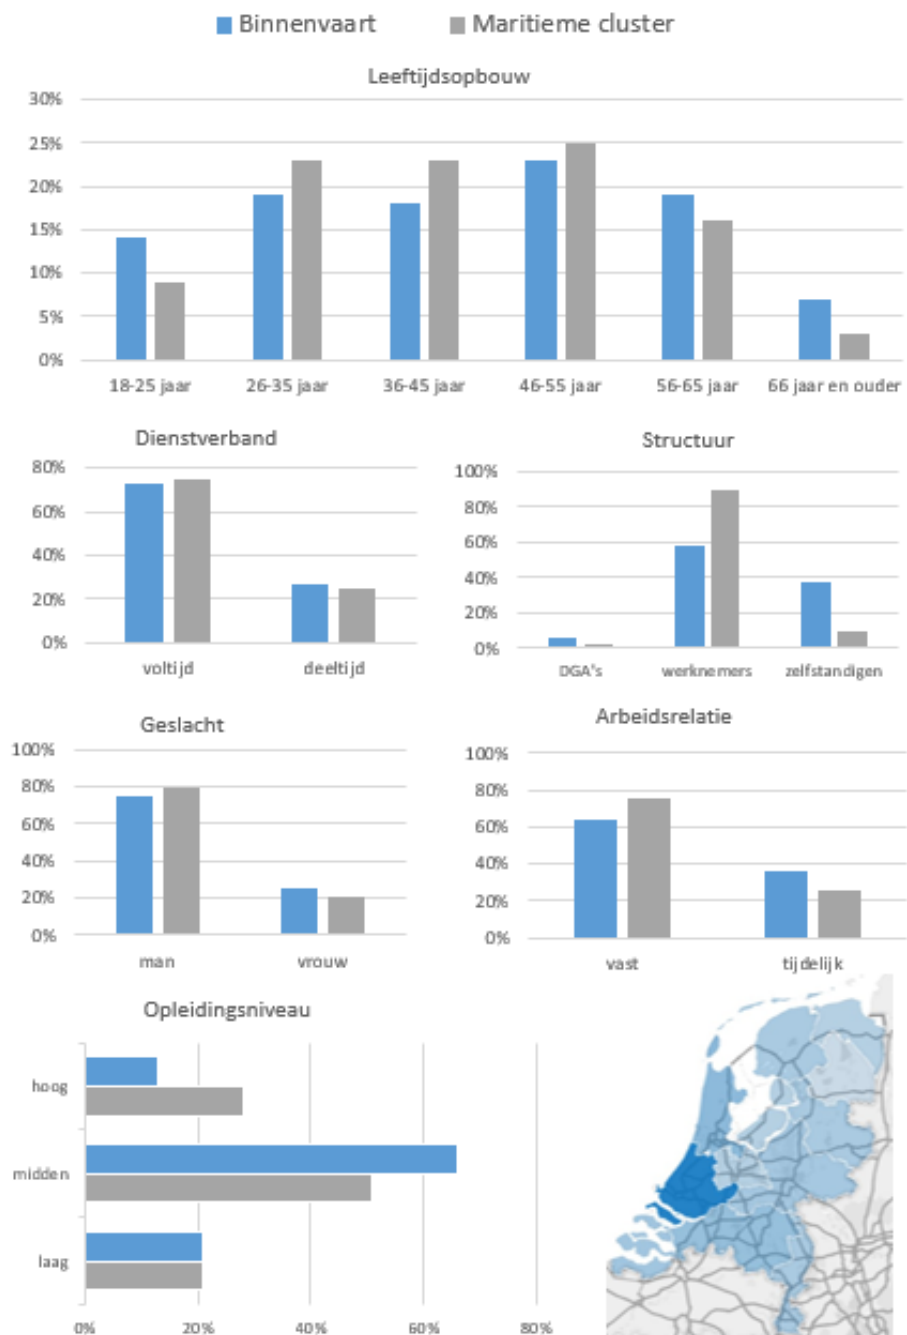 Binnenvaart Maritieme cluster
Leeftijdsopbouw
30%
25%
20%
15%
10%
5%
0%
18-25 jaar 26-35 jaar 36-45 jaar 46-55 jaar 56-65 jaar 66 jaar en ouder
Dienstverband
80%
60%
40%
20%
0%
voltijd deeltijd
Structuur
100%
80%
60%
40%
20%
0%
DGA's werknemers zelfstandigen
Geslacht
100%
80%
60%
40%
20%
0%
man vrouw
Arbeidsrelatie
100%
80%
60%
40%
20%
0%
vast tijdelijk
Opleidingsniveau
hoog
midden
laag
0% 20% 40% 60% 80%